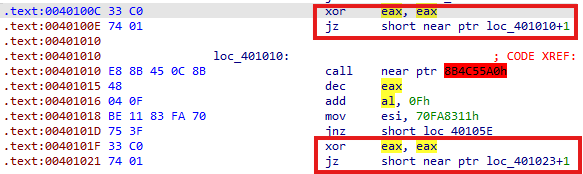 .text:0040100C 33 C0 xor eax, eax
.text:0040100E 74 01 jz short near ptr loc_401010+1
.text:00401010
.text:00401010 loc_401010: ; CODE XREF:
.text:00401010 E8 8B 45 0C 8B call near ptr 8B4C55A0h
.text:00401015 48 dec eax
.text:00401016 04 0F add al, 0Fh
.text:00401018 BE 11 83 FA 70 mov esi, 70FA8311h
.text:0040101D 75 3F jnz short loc_40105E
.text:0040101F 33 C0 xor eax, eax
.text:00401021 74 01 jz short near ptr loc_401023+1